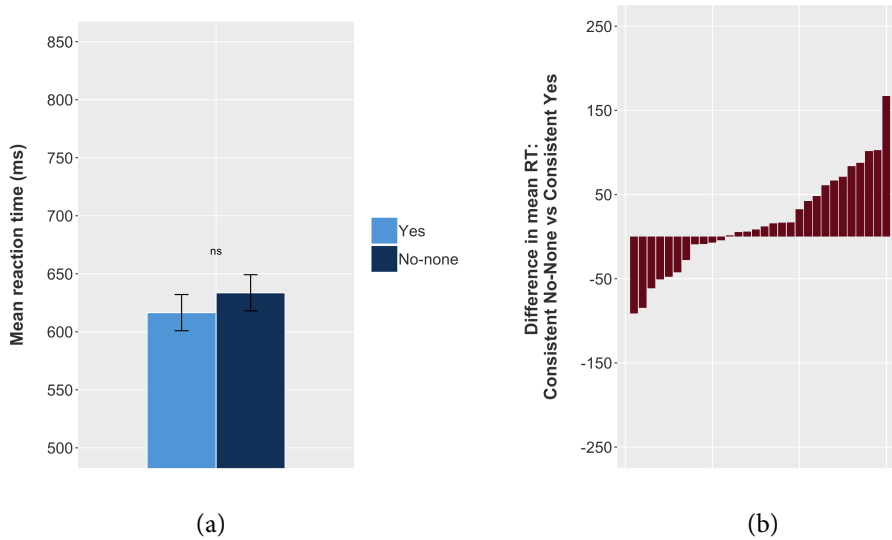 Mean reaction time (ms)
850
800
750
700
650
600
550
500
ns
Yes
No-none
(a)
Difference in mean RT:
Consistent No-None vs Consistent Yes
250
150
50
-50
-150
-250
(b)